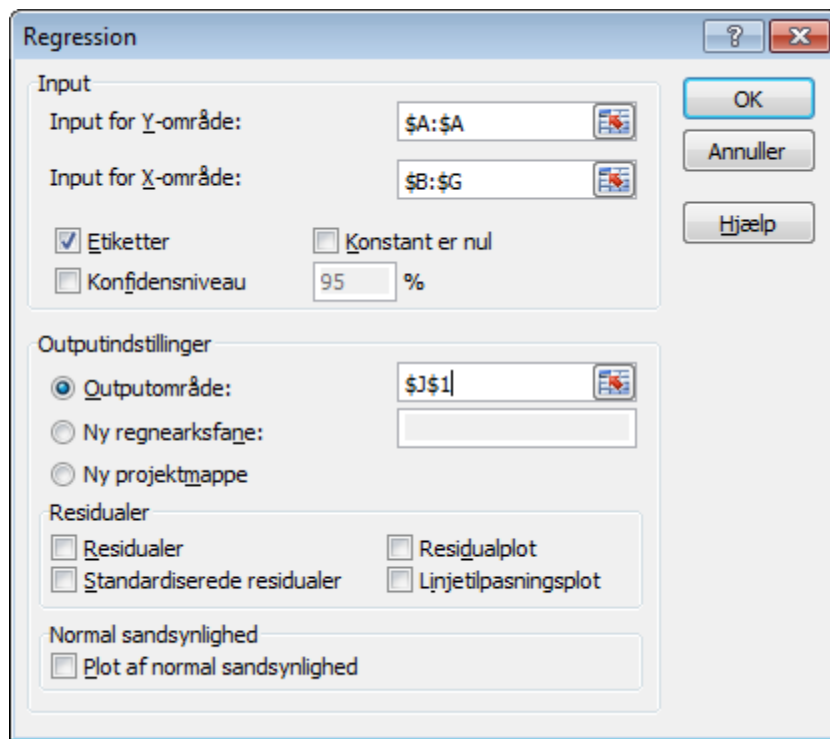 Regression
Input
Input for Y-område: $A:$A
Input for X-område: $B:$G
Etiketter Konstant er nul
Konfidensniveau 95 %
OK
Annuller
Hjælp
Outputindstillinger
Outputområde: $J$1
Ny regnearksfane:
Ny projektmappe
Residualer
Residualer Residualplot
Standardiserede residualer Linjetilpasningsplot
Normal sandsynlighed
Plot af normal sandsynlighed